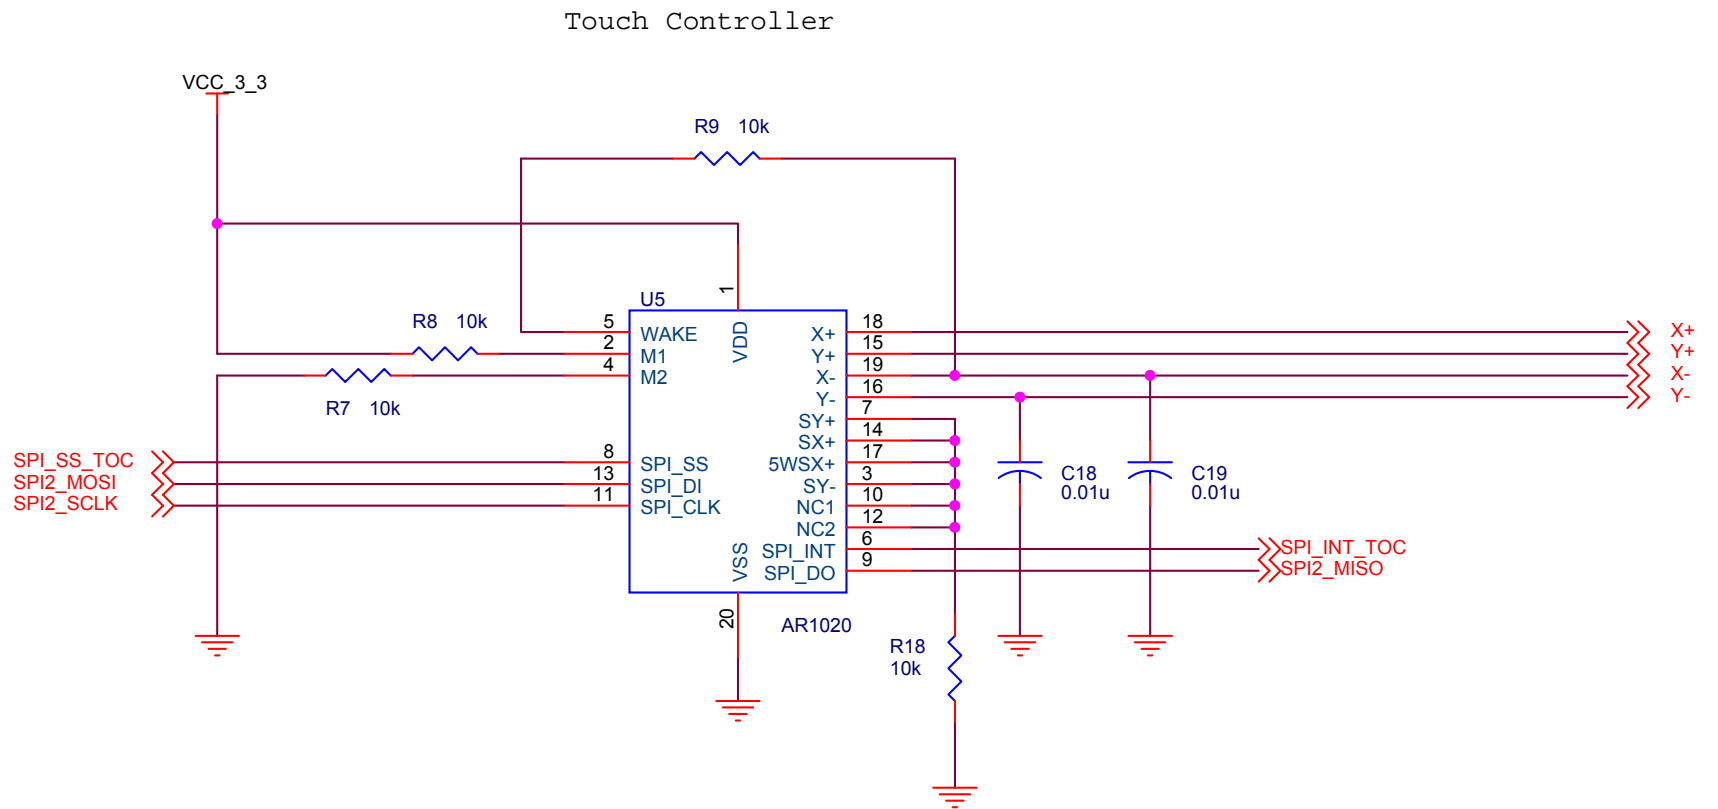 Touch Controller
VCC_3_3
R9 10k
U5
R8 10k
R7 10k
1
VDD
5
WAKE
2
M1
4
M2
8
SPI_SS
13
SPI_DI
11
SPI_CLK
SPI_SS_TOC
SPI2_MOSI
SPI2_SCLK
18
X+
15
Y+
19
X-
16
Y-
7
SY+
14
SX+
17
5WSX+
3
SY-
10
NC1
12
NC2
6
SPI_INT
9
SPI_DO
VSS
20
AR1020
X+
Y+
X-
Y-
C18
0.01u
C19
0.01u
SPI_INT_TOC
SPI2_MISO
R18
10k